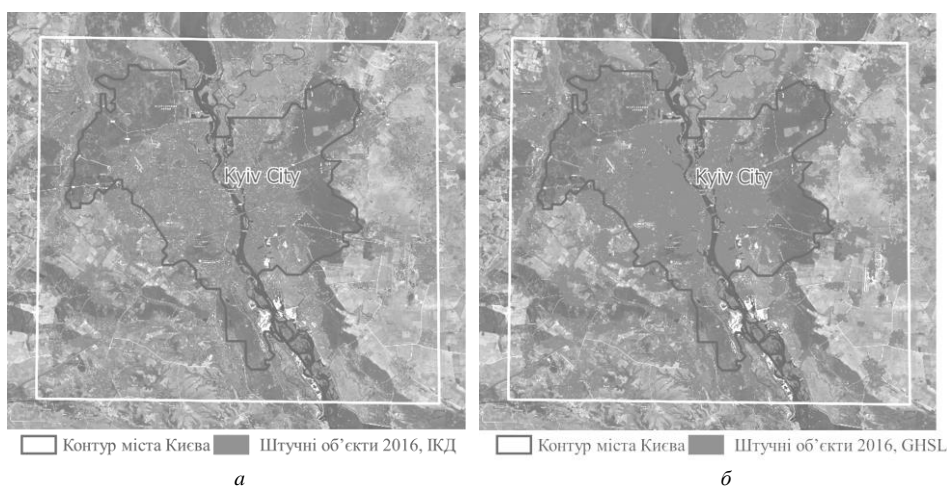 Kyiv City
Kyiv City
Контур міста Києва Штучні об’єкти 2016, ІКД
Контур міста Києва Штучні об’єкти 2016, GHSL
а
б